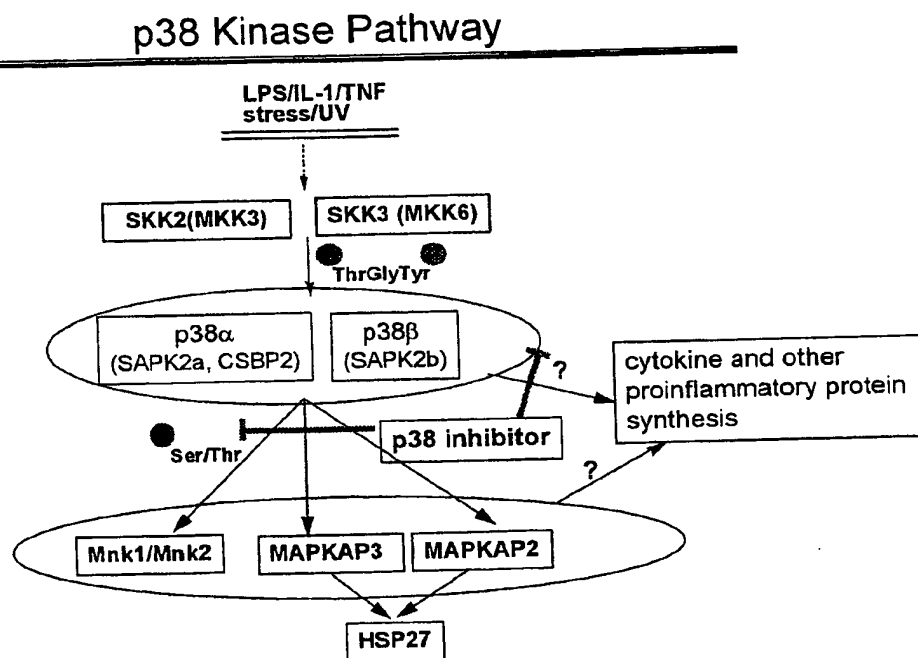 p38 Kinase Pathway
LPS/IL-1/TNF
stress/UV
SKK2(MKK3)
SKK3 (MKK6)
ThrGlyTyr
p38α
(SAPK2a, CSBP2)
p38β
(SAPK2b)
?
cytokine and other
proinflammatory protein
synthesis
p38 inhibitor
Ser/Thr
?
Mnk1/Mnk2
MAPKAP3
MAPKAP2
HSP27